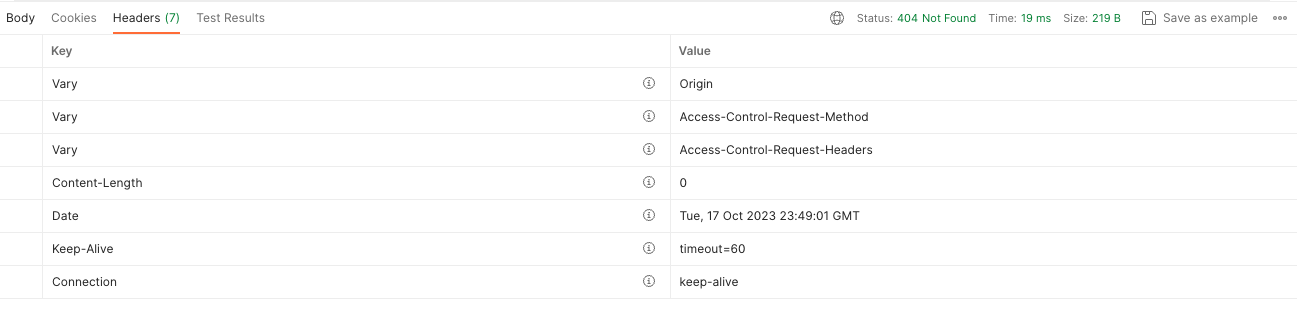 Body Cookies Headers (7) Test Results Status: 404 Not Found Time: 19 ms Size: 219 B Save as example
Key Value
Vary Origin
Vary Access-Control-Request-Method
Vary Access-Control-Request-Headers
Content-Length 0
Date Tue, 17 Oct 2023 23:49:01 GMT
Keep-Alive timeout=60
Connection keep-alive